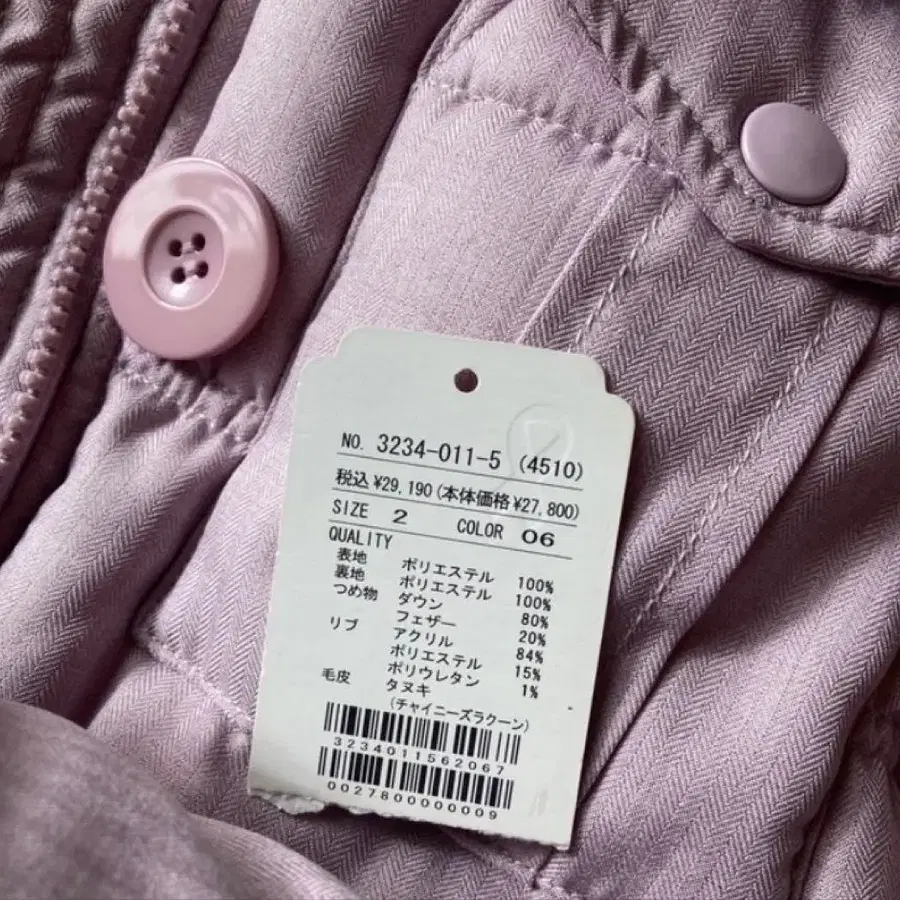 NO. 3234-011-5 (4510)
税込 ¥29,190 (本体価格 ¥27,800)
SIZE 2 COLOR 06
QUALITY
表地 ポリエステル 100%
裏地 ポリエステル 100%
つめ物 ダウン 80%
フェザー 20%
リブ アクリル 84%
ポリエステル 15%
ポリウレタン 1%
毛皮 タヌキ
(チャイニーズラクーン)
3234011562067
0027800000009